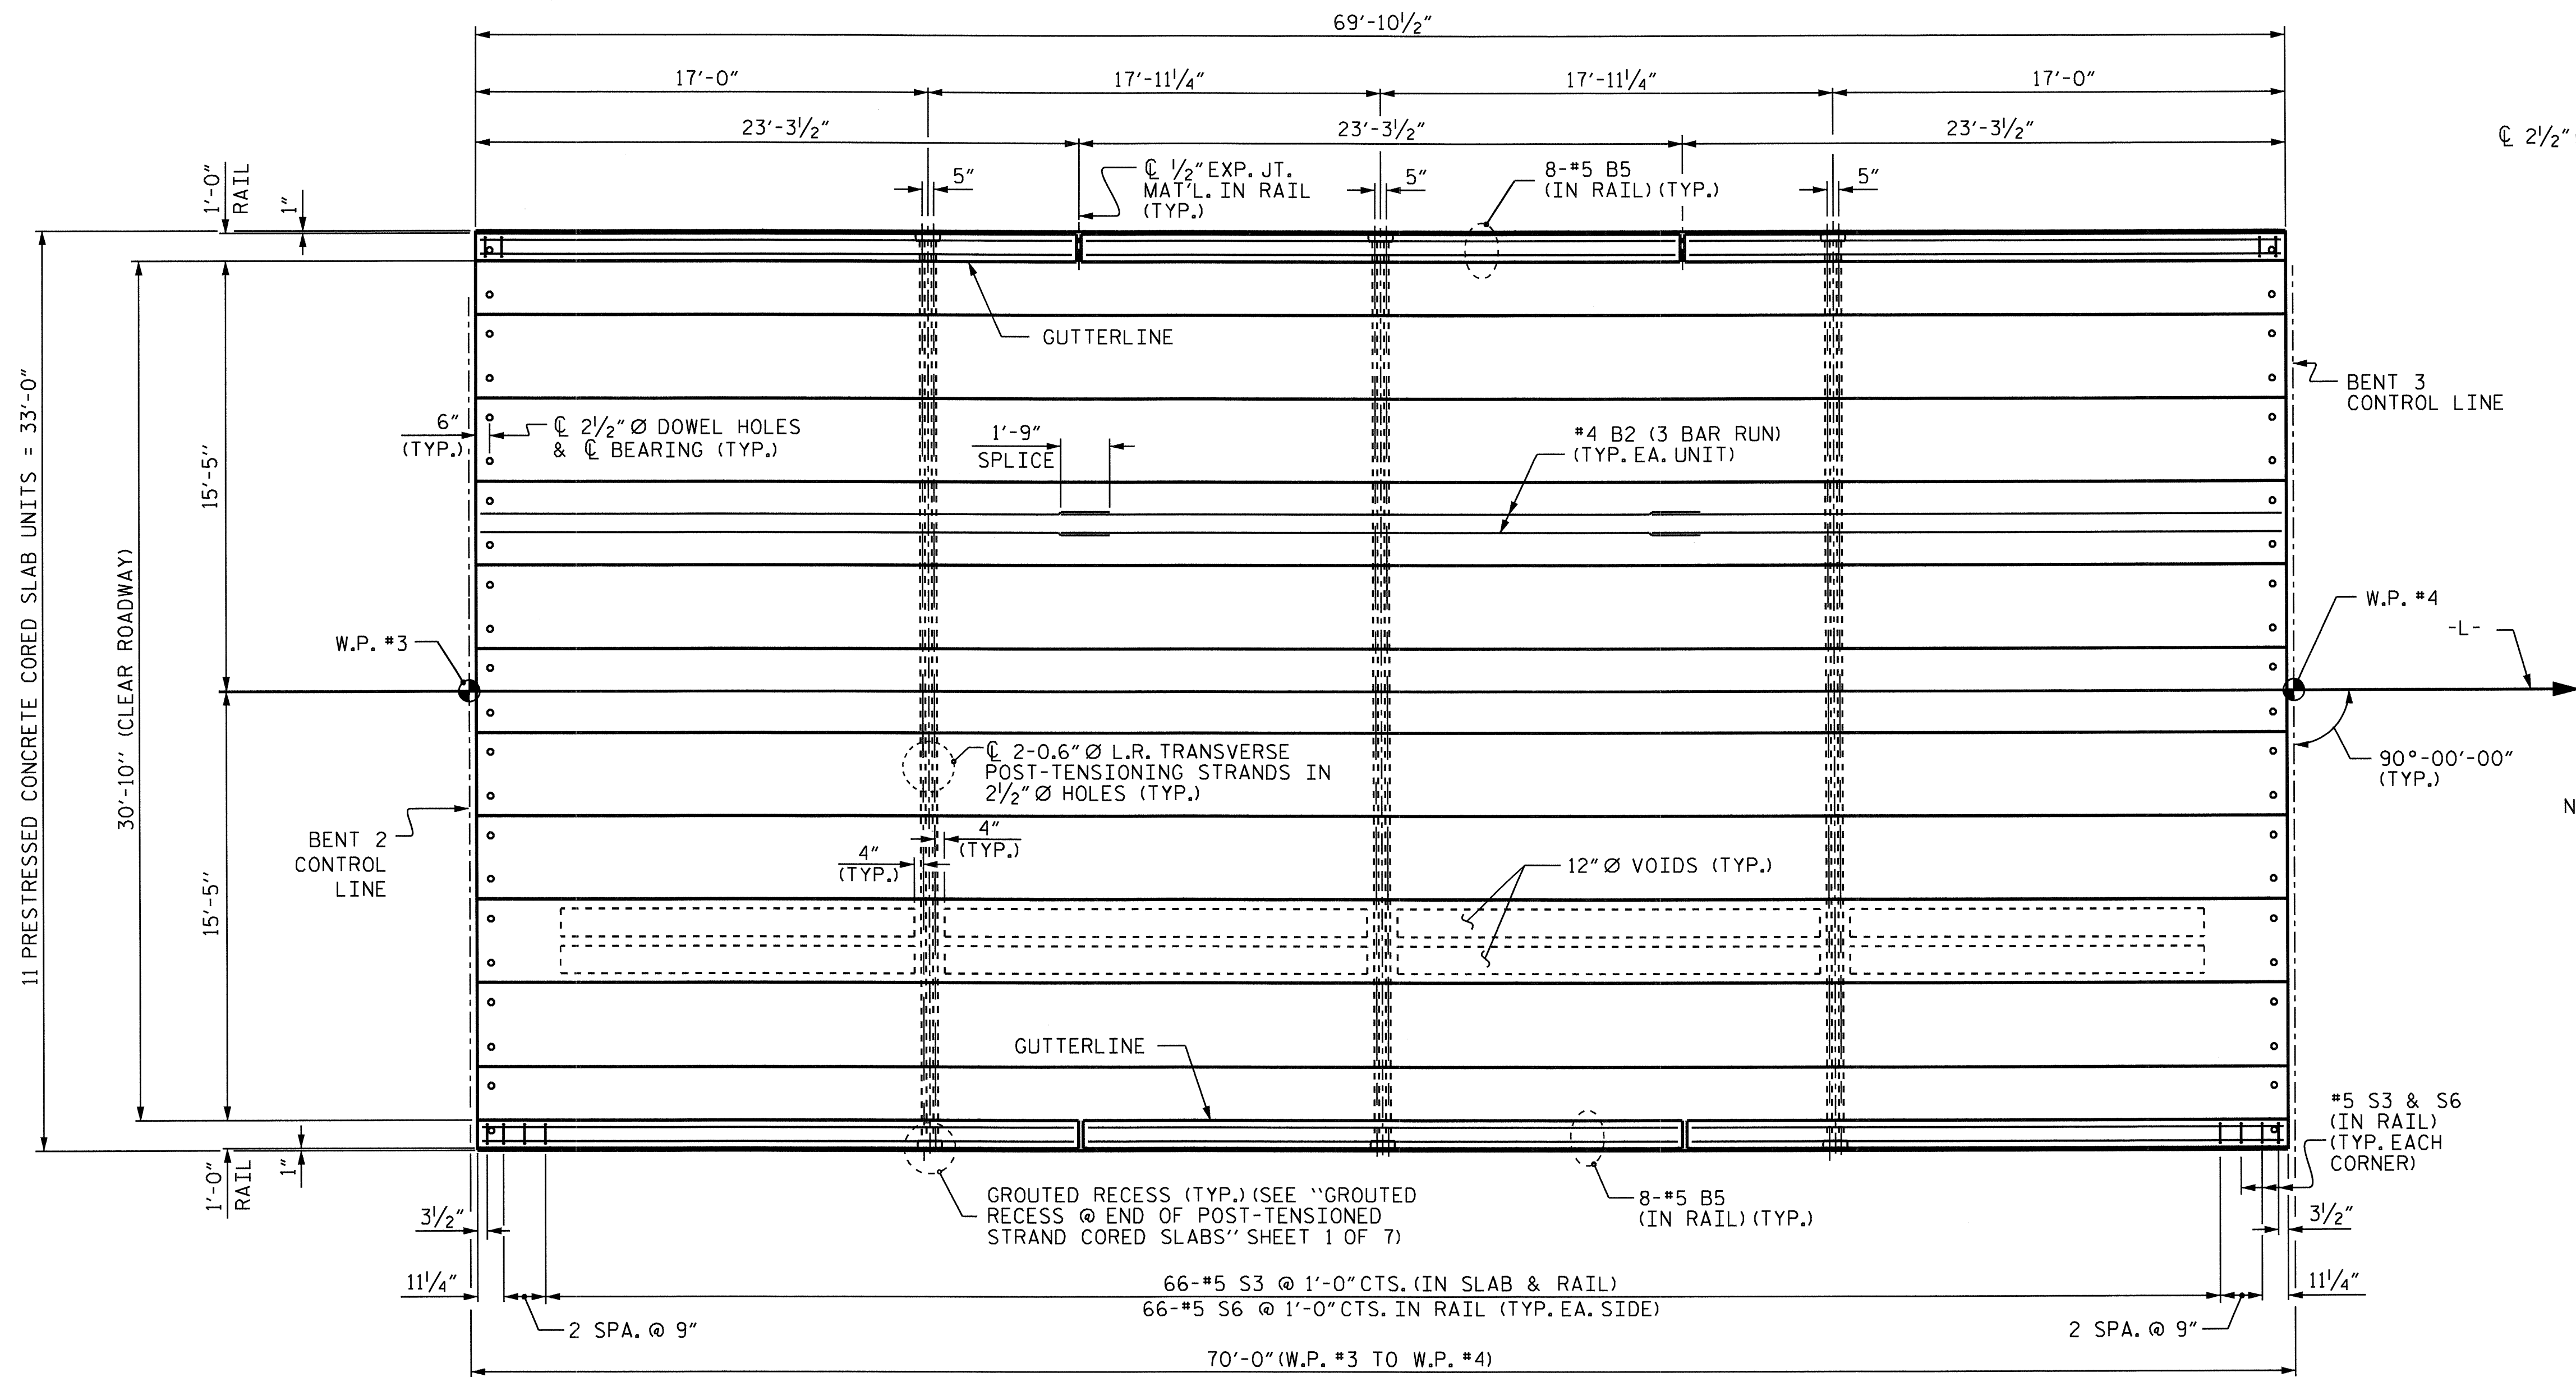 69'-10½"
17'-0"
17'-11¼"
17'-11¼"
17'-0"
23'-3½"
23'-3½"
23'-3½"
℄ 2½"
1'-0"
RAIL
1"
℄ ½" EXP. JT.
MAT'L. IN RAIL
(TYP.)
5"
5"
5"
8-#5 B5
(IN RAIL) (TYP.)
GUTTERLINE
BENT 3
CONTROL LINE
6"
(TYP.)
℄ 2½" Ø DOWEL HOLES
& ℄ BEARING (TYP.)
1'-9"
SPLICE
#4 B2 (3 BAR RUN)
(TYP. EA. UNIT)
11 PRESTRESSED CONCRETE CORED SLAB UNITS = 33'-0"
30'-10" (CLEAR ROADWAY)
15'-5"
15'-5"
W.P. #3
W.P. #4
-L-
90°-00'-00"
(TYP.)
N
℄ 2-0.6" Ø L.R. TRANSVERSE
POST-TENSIONING STRANDS IN
2½" Ø HOLES (TYP.)
BENT 2
CONTROL
LINE
4"
(TYP.)
4"
(TYP.)
12" Ø VOIDS (TYP.)
GUTTERLINE
#5 S3 & S6
(IN RAIL)
(TYP. EACH
CORNER)
1'-0"
RAIL
1"
GROUTED RECESS (TYP.) (SEE "GROUTED
RECESS @ END OF POST-TENSIONED
STRAND CORED SLABS" SHEET 1 OF 7)
8-#5 B5
(IN RAIL) (TYP.)
3½"
3½"
11¼"
66-#5 S3 @ 1'-0" CTS. (IN SLAB & RAIL)
66-#5 S6 @ 1'-0" CTS. IN RAIL (TYP. EA. SIDE)
11¼"
2 SPA. @ 9"
2 SPA. @ 9"
70'-0" (W.P. #3 TO W.P. #4)